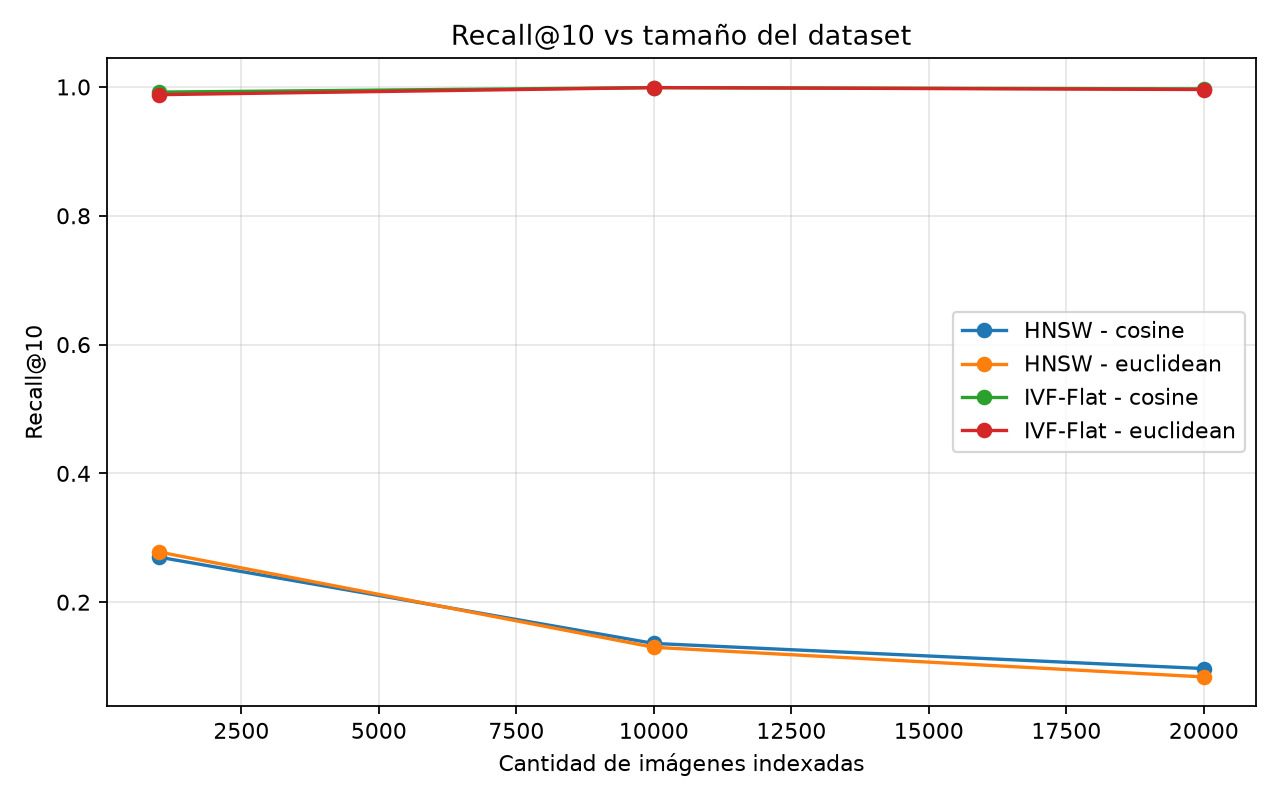 Recall@10 vs tamaño del dataset
Recall@10
1.0
0.8
0.6
0.4
0.2
HNSW - cosine
HNSW - euclidean
IVF-Flat - cosine
IVF-Flat - euclidean
2500 5000 7500 10000 12500 15000 17500 20000
Cantidad de imágenes indexadas